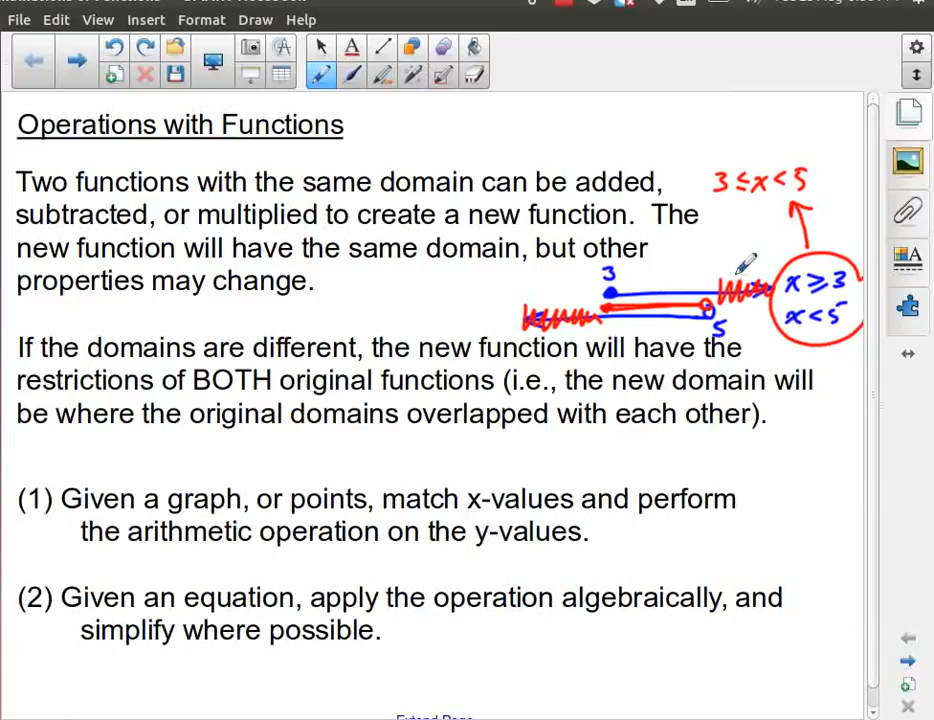 File Edit View Insert Format Draw Help
Operations with Functions
Two functions with the same domain can be added,
3 ≤ x < 5
subtracted, or multiplied to create a new function. The
new function will have the same domain, but other
properties may change.
3
x ≥ 3
x < 5
5
If the domains are different, the new function will have the
restrictions of BOTH original functions (i.e., the new domain will
be where the original domains overlapped with each other).
(1) Given a graph, or points, match x-values and perform
the arithmetic operation on the y-values.
(2) Given an equation, apply the operation algebraically, and
simplify where possible.
Extend Page